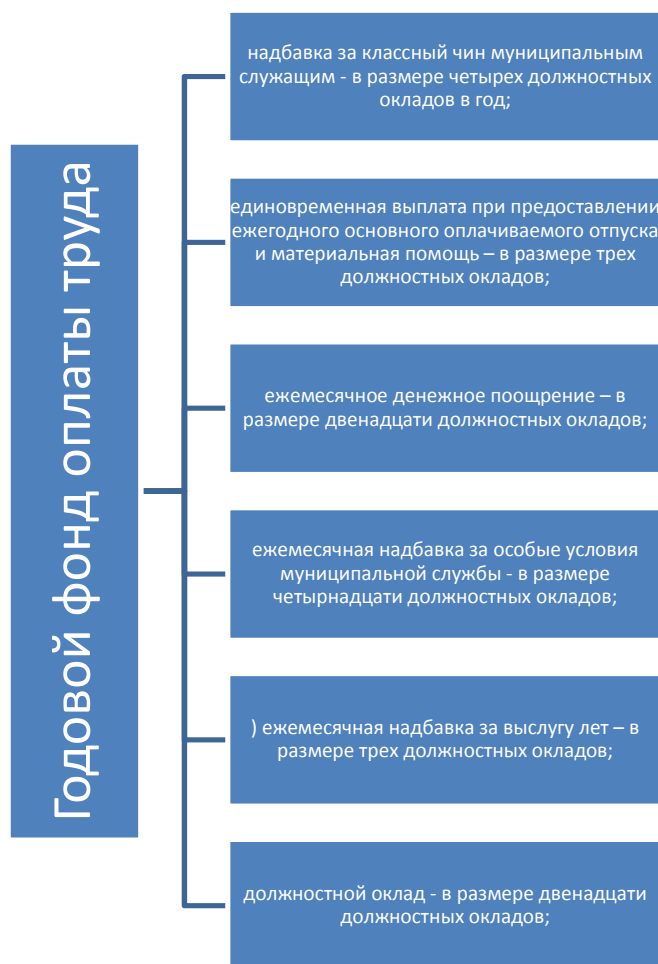 Годовой фонд оплаты труда
надбавка за классный чин муниципальным
служащим - в размере четырех должностных
окладов в год;
единовременная выплата при предоставлении
ежегодного основного оплачиваемого отпуска
и материальная помощь – в размере трех
должностных окладов;
ежемесячное денежное поощрение – в
размере двенадцати должностных окладов;
ежемесячная надбавка за особые условия
муниципальной службы - в размере
четырнадцати должностных окладов;
) ежемесячная надбавка за выслугу лет – в
размере трех должностных окладов;
должностной оклад - в размере двенадцати
должностных окладов;